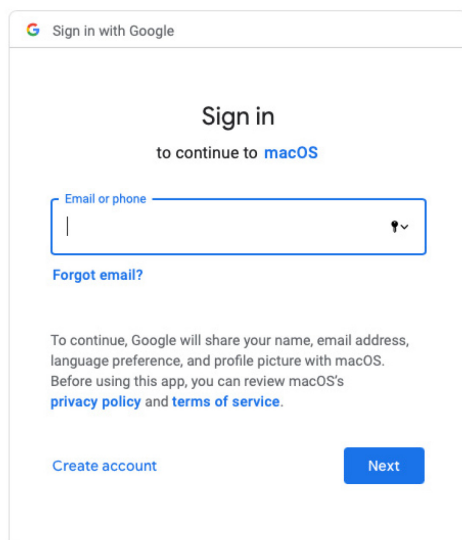 Sign in with Google
Sign in
to continue to macOS
Email or phone
Forgot email?
To continue, Google will share your name, email address,
language preference, and profile picture with macOS.
Before using this app, you can review macOS's
privacy policy and terms of service.
Create account
Next